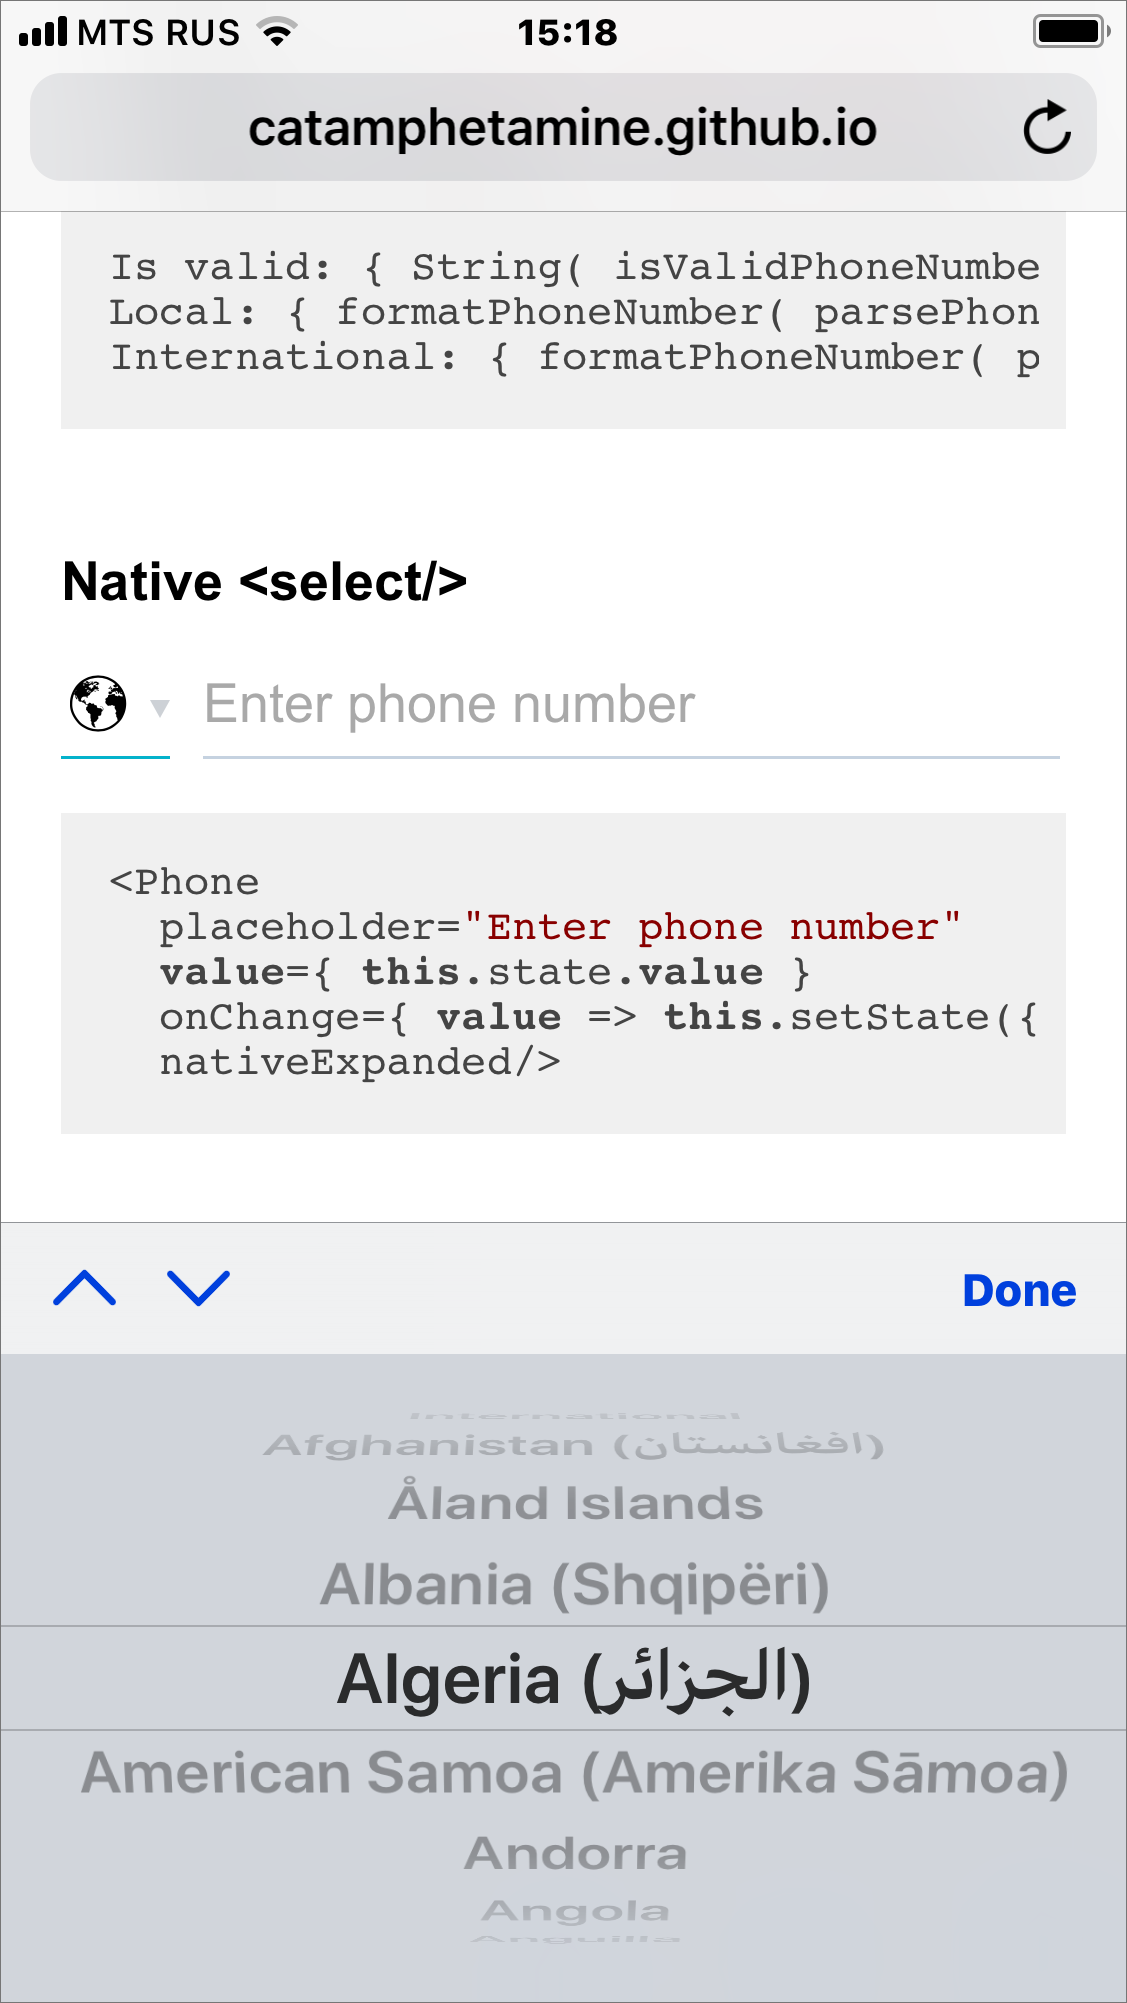 MTS RUS
15:18
catamphetamine.github.io
Is valid: { String( isValidPhoneNumbe
Local: { formatPhoneNumber( parsePhon
International: { formatPhoneNumber( p
Native <select/>
Enter phone number
<Phone
placeholder="Enter phone number"
value={ this.state.value }
onChange={ value => this.setState({
nativeExpanded/>
Done
International
Afghanistan (افغانستان)
Åland Islands
Albania (Shqipëri)
Algeria (الجزائر)
American Samoa (Amerika Sāmoa)
Andorra
Angola
Anguilla